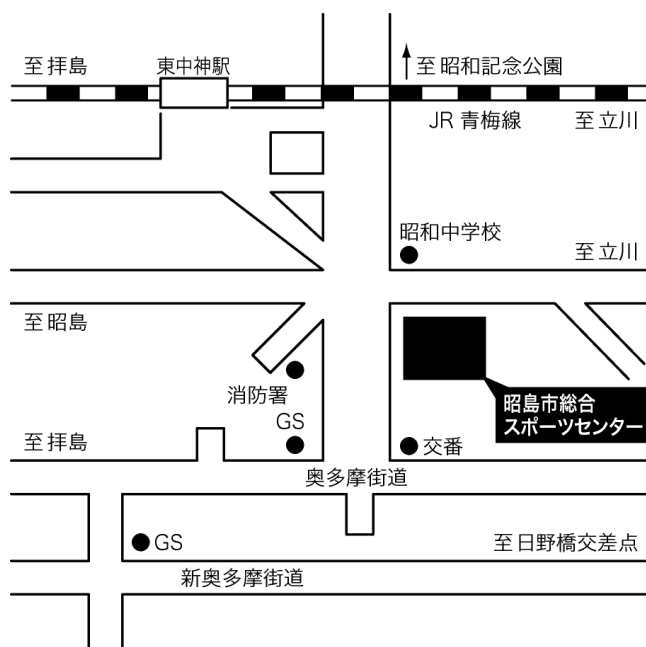 至拝島
東中神駅
至昭和記念公園
JR 青梅線
至立川
昭和中学校
至立川
至昭島
消防署
昭島市総合
スポーツセンター
GS
至拝島
交番
奥多摩街道
GS
至日野橋交差点
新奥多摩街道